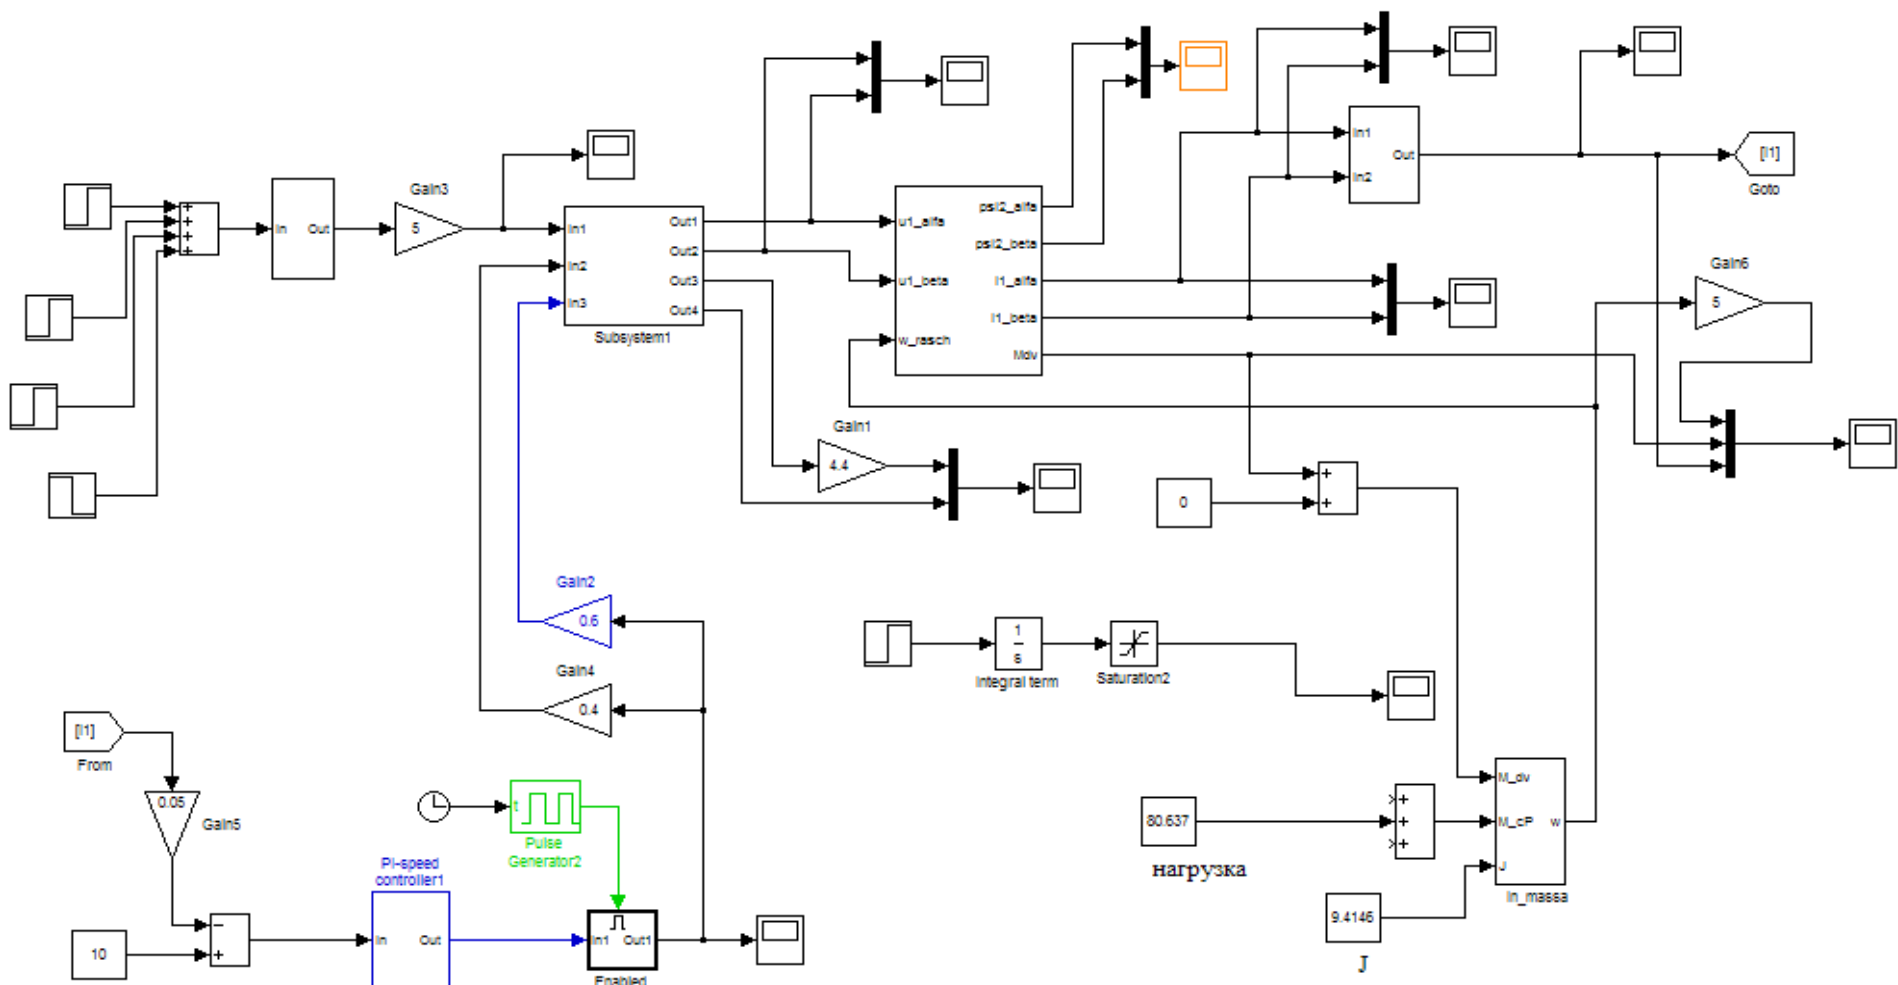 [I1]
Goto
Gain3
5
In
Out
In1
In2
In3
Out1
Out2
Out3
Out4
Subsystem1
u1_alfa
u1_beta
w_rasch
psi2_alfa
psi2_beta
I1_alfa
I1_beta
Mdv
In1
In2
Out
Gain6
5
Gain1
4.4
0
Gain2
0.6
Gain4
0.4
1
s
Integral term
Saturation2
[I1]
From
0.05
Gain5
t
Pulse
Generator2
PI-speed
controller1
In
Out
10
In1
Out1
Enabled
80.637
нагрузка
9.4146
J
M_dv
M_cP
J
w
in_massa